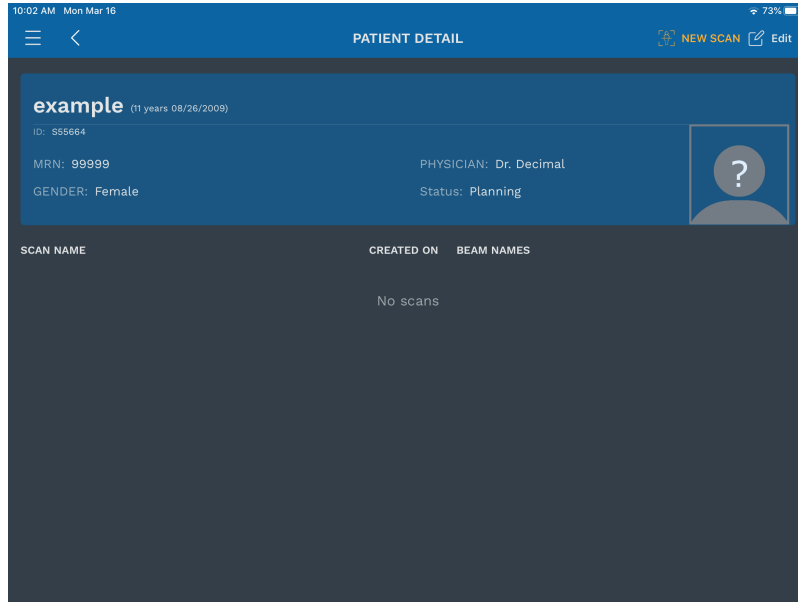 10:02 AM Mon Mar 16 73%
PATIENT DETAIL NEW SCAN Edit
example (11 years 08/26/2009)
ID: S55664
MRN: 99999 PHYSICIAN: Dr. Decimal
GENDER: Female Status: Planning
?
SCAN NAME CREATED ON BEAM NAMES
No scans